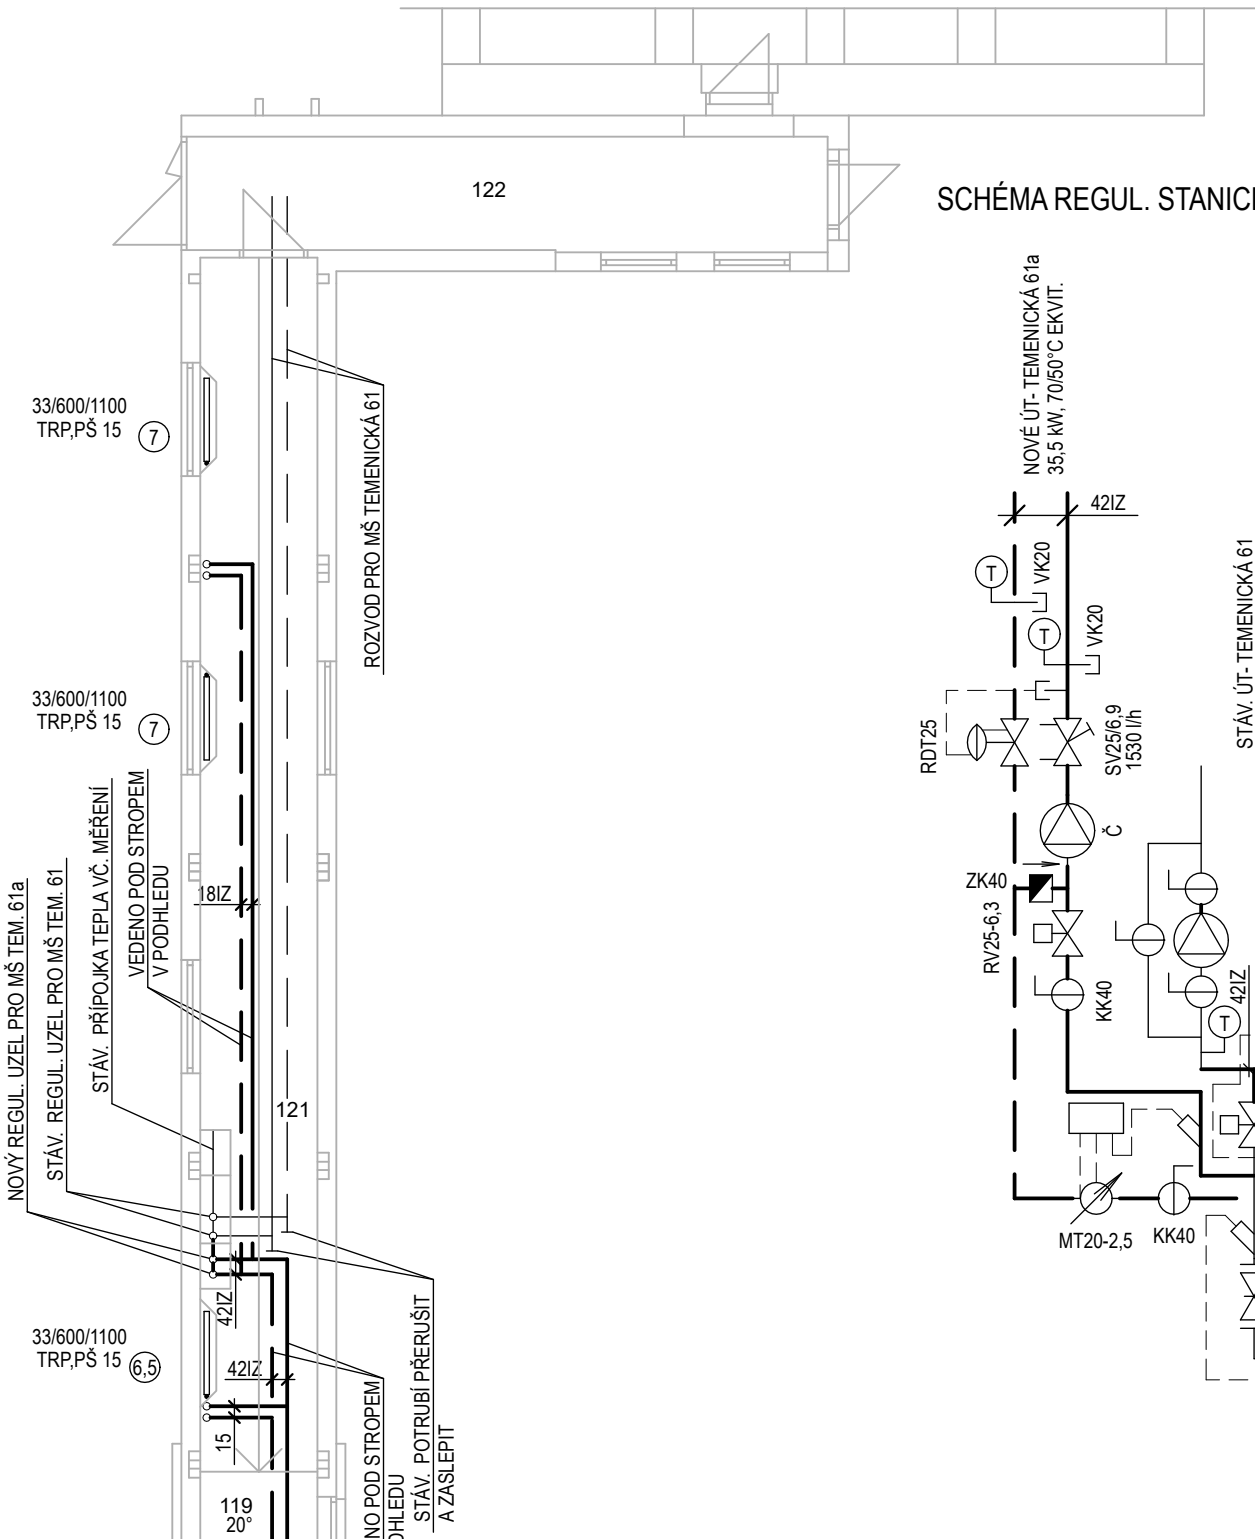 122
SCHÉMA REGUL. STANIC
33/600/1100
TRP,PŠ 15
7
ROZVOD PRO MŠ TEMENICKÁ 61
33/600/1100
TRP,PŠ 15
7
VEDENO POD STROPEM
V PODHLEDU
STÁV. PŘÍPOJKA TEPLA VČ. MĚŘENÍ
STÁV. REGUL. UZEL PRO MŠ TEM. 61
NOVÝ REGUL. UZEL PRO MŠ TEM. 61a
18IZ
121
42IZ
33/600/1100
TRP,PŠ 15
6,5
42IZ
15
119
20°
NO POD STROPEM
OHLEDU
STÁV. POTRUBÍ PŘERUŠIT
A ZASLEPIT
NOVÉ ÚT- TEMENICKÁ 61a
35,5 kW, 70/50°C EKVIT.
42IZ
T
VK20
T
VK20
STÁV. ÚT- TEMENICKÁ 61
RDT25
SV25/6,9
1530 l/h
Č
ZK40
RV25-6,3
KK40
T
42IZ
MT20-2,5
KK40